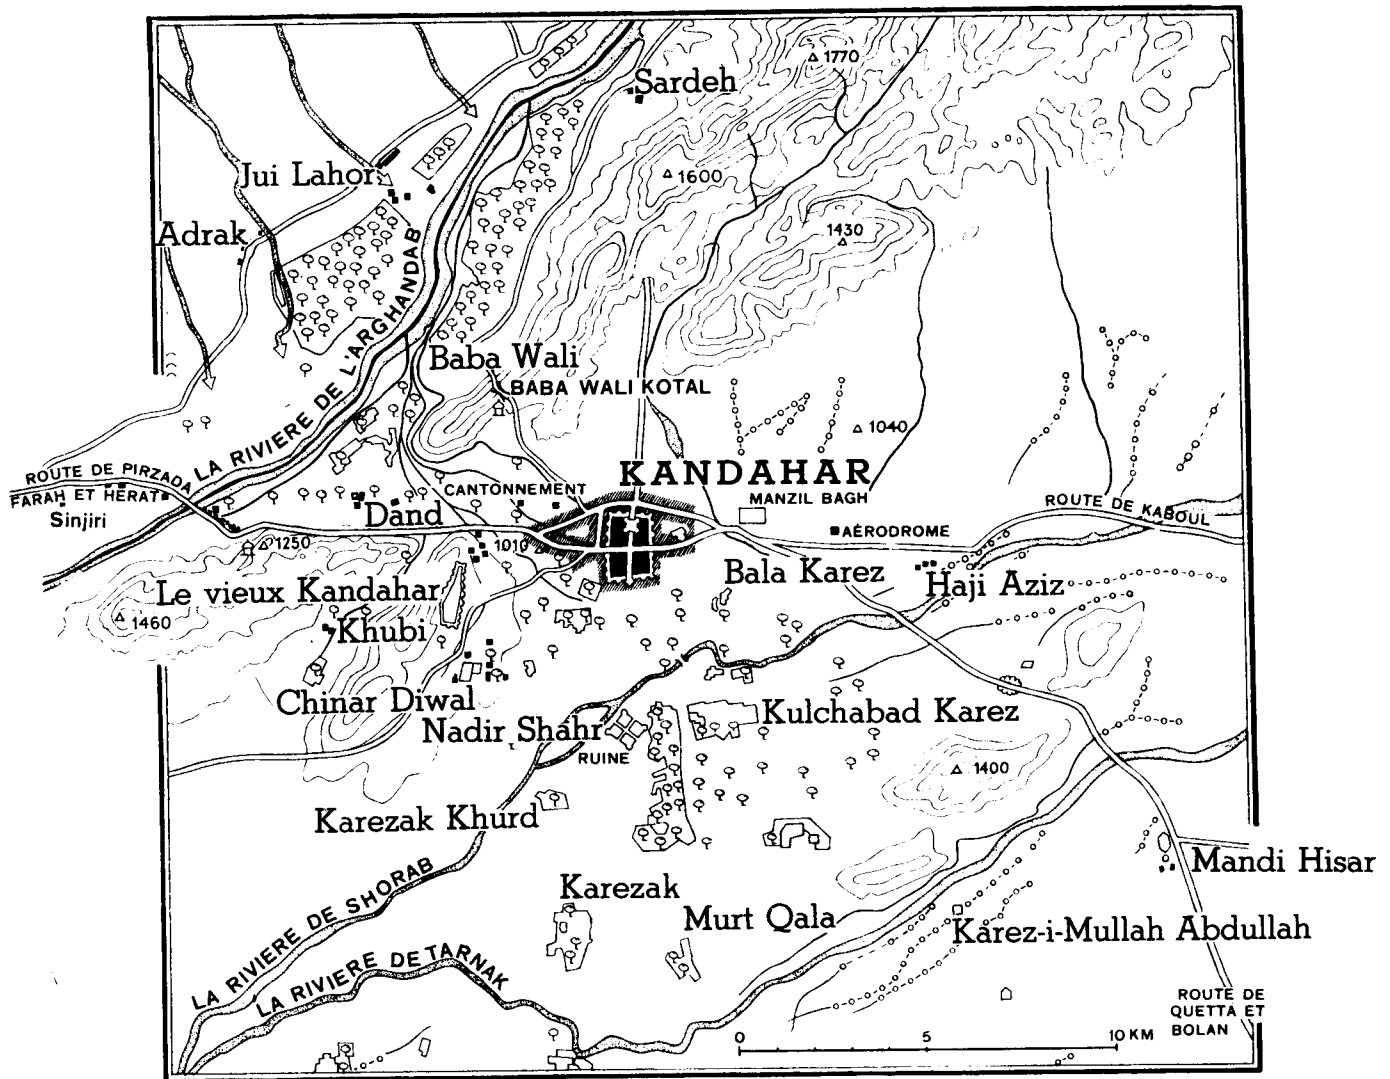 1770
Sardeh
1600
Jui Lahor
Adrak
1430
LA RIVIERE DE L'ARGHANDAB
Baba Wali
BABA WALI KOTAL
1040
KANDAHAR
MANZIL BAGH
ROUTE DE PIRZADA
FARAH ET HERAT
Sinjiri
CANTONNEMENT
Dand
ROUTE DE KABOUL
AÉRODROME
1250
1010
Bala Karez
Haji Aziz
Le vieux Kandahar
1460
Khubi
Chinar Diwal
Nadir Shahr
RUINE
Kulchabad Karez
1400
Karezak Khurd
Mandi Hisar
LA RIVIERE DE SHORAB
Karezak
Murt Qala
Karez-i-Mullah Abdullah
LA RIVIERE DE TARNAK
ROUTE DE
QUETTA ET
BOLAN
0 5 10 KM